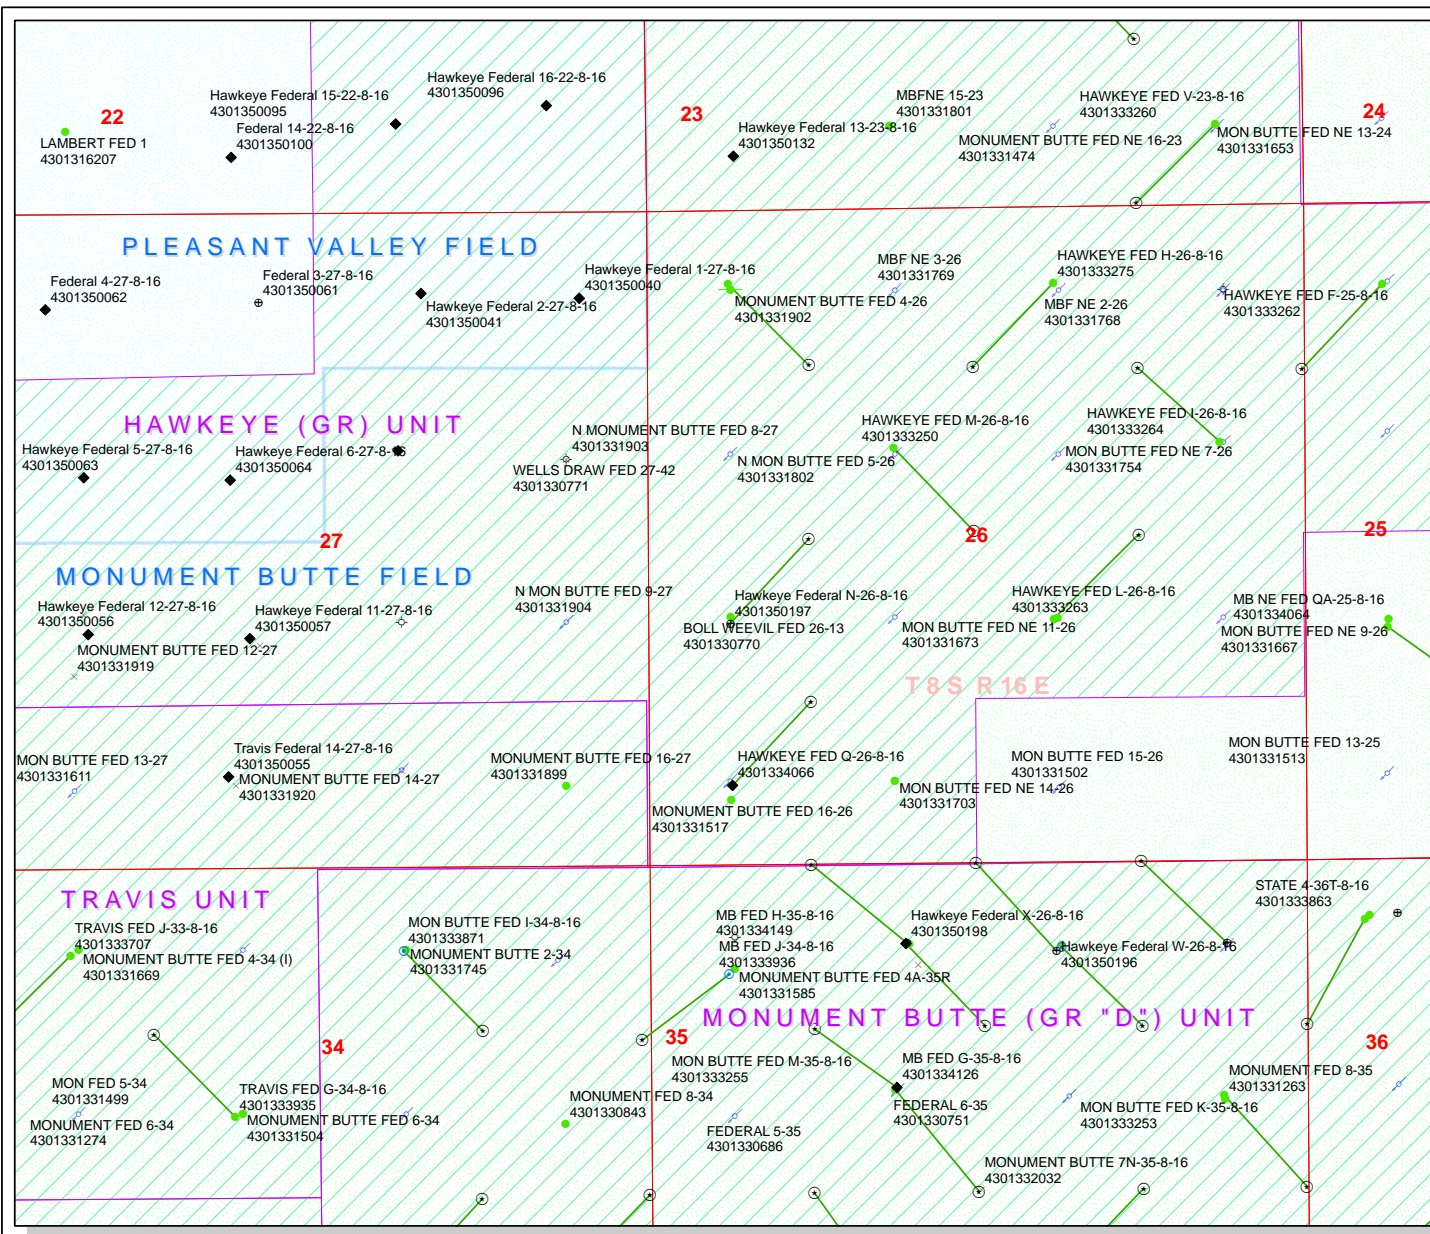 22
LAMBERT FED 1
4301316207
Hawkeye Federal 15-22-8-16
4301350095
Federal 14-22-8-16
4301350100
Hawkeye Federal 16-22-8-16
4301350096
23
Hawkeye Federal 13-23-8-16
4301350132
MBFNE 15-23
4301331801
MONUMENT BUTTE FED NE 16-23
4301331474
HAWKEYE FED V-23-8-16
4301333260
MON BUTTE FED NE 13-24
4301331653
24
PLEASANT VALLEY FIELD
Federal 4-27-8-16
4301350062
Federal 3-27-8-16
4301350061
Hawkeye Federal 2-27-8-16
4301350041
Hawkeye Federal 1-27-8-16
4301350040
MONUMENT BUTTE FED 4-26
4301331902
MBF NE 3-26
4301331769
HAWKEYE FED H-26-8-16
4301333275
MBF NE 2-26
4301331768
HAWKEYE FED F-25-8-16
4301333262
HAWKEYE (GR) UNIT
Hawkeye Federal 5-27-8-16
4301350063
Hawkeye Federal 6-27-8-16
4301350064
N MONUMENT BUTTE FED 8-27
4301331903
WELLS DRAW FED 27-42
4301330771
N MON BUTTE FED 5-26
4301331802
HAWKEYE FED M-26-8-16
4301333250
HAWKEYE FED I-26-8-16
4301333264
MON BUTTE FED NE 7-26
4301331754
27
26
25
MONUMENT BUTTE FIELD
Hawkeye Federal 12-27-8-16
4301350056
MONUMENT BUTTE FED 12-27
4301331919
Hawkeye Federal 11-27-8-16
4301350057
N MON BUTTE FED 9-27
4301331904
Hawkeye Federal N-26-8-16
4301350197
BOLL WEEVIL FED 26-13
4301330770
MON BUTTE FED NE 11-26
4301331673
HAWKEYE FED L-26-8-16
4301333263
MB NE FED QA-25-8-16
4301334064
MON BUTTE FED NE 9-26
4301331667
T8S R16E
MON BUTTE FED 13-27
4301331611
Travis Federal 14-27-8-16
4301350055
MONUMENT BUTTE FED 14-27
4301331920
MONUMENT BUTTE FED 16-27
4301331899
HAWKEYE FED Q-26-8-16
4301334066
MONUMENT BUTTE FED 16-26
4301331517
MON BUTTE FED NE 14-26
4301331703
MON BUTTE FED 15-26
4301331502
MON BUTTE FED 13-25
4301331513
TRAVIS UNIT
TRAVIS FED J-33-8-16
4301333707
MONUMENT BUTTE FED 4-34 (I)
4301331669
MON BUTTE FED I-34-8-16
4301333871
MONUMENT BUTTE 2-34
4301331745
MB FED H-35-8-16
4301334149
MB FED J-34-8-16
4301333936
MONUMENT BUTTE FED 4A-35R
4301331585
Hawkeye Federal X-26-8-16
4301350198
Hawkeye Federal W-26-8-16
4301350196
STATE 4-36T-8-16
4301333863
MONUMENT BUTTE (GR "D") UNIT
34
35
36
MON FED 5-34
4301331499
MONUMENT FED 6-34
4301331274
TRAVIS FED G-34-8-16
4301333935
MONUMENT BUTTE FED 6-34
4301331504
MONUMENT FED 8-34
4301330843
MON BUTTE FED M-35-8-16
4301333255
FEDERAL 5-35
4301330686
MB FED G-35-8-16
4301334126
FEDERAL 6-35
4301330751
MONUMENT BUTTE 7N-35-8-16
4301332032
MON BUTTE FED K-35-8-16
4301333253
MONUMENT FED 8-35
4301331263